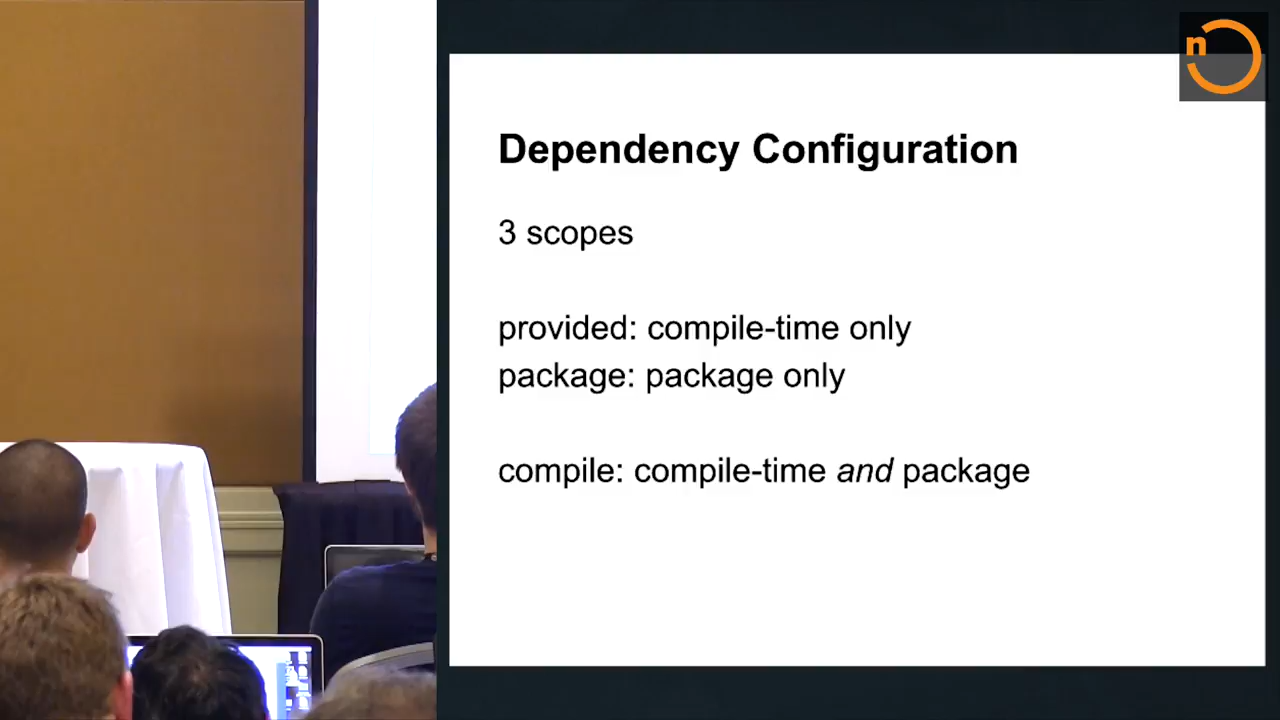 n
Dependency Configuration
3 scopes
provided: compile-time only
package: package only
compile: compile-time and package